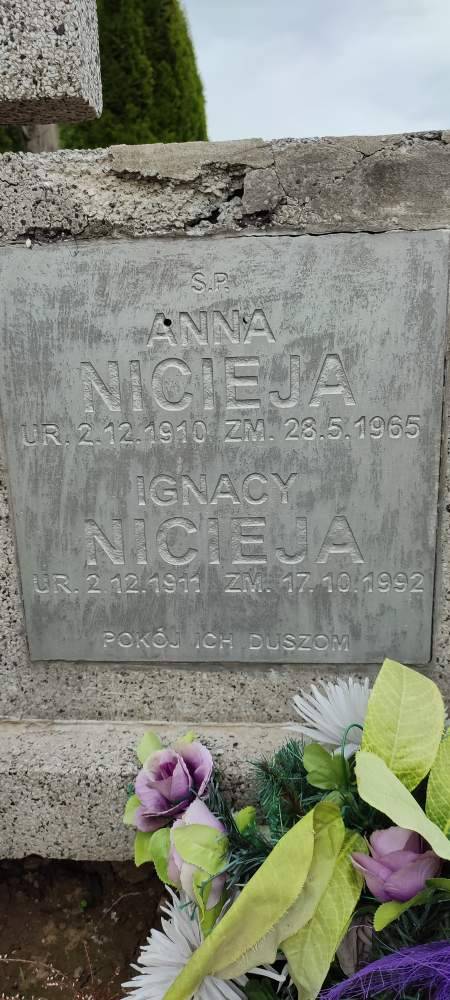 Ś.P.
ANNA
NICIEJA
UR. 2.12.1910 ZM. 28.5.1965
IGNACY
NICIEJA
UR. 2 12.1911 ZM. 17.10.1992
POKÓJ ICH DUSZOM